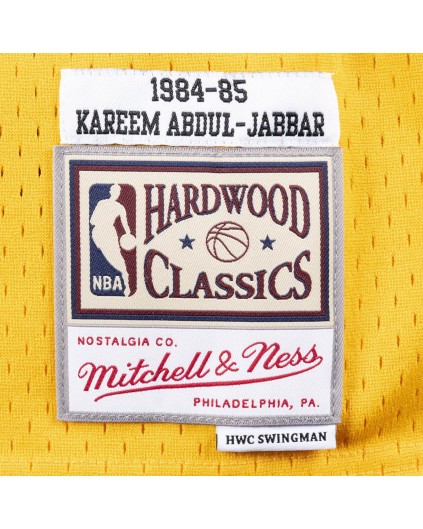 1984-85
KAREEM ABDUL-JABBAR
HARDWOOD
NBA
CLASSICS
NOSTALGIA CO.
Mitchell & Ness
PHILADELPHIA, PA.
HWC SWINGMAN